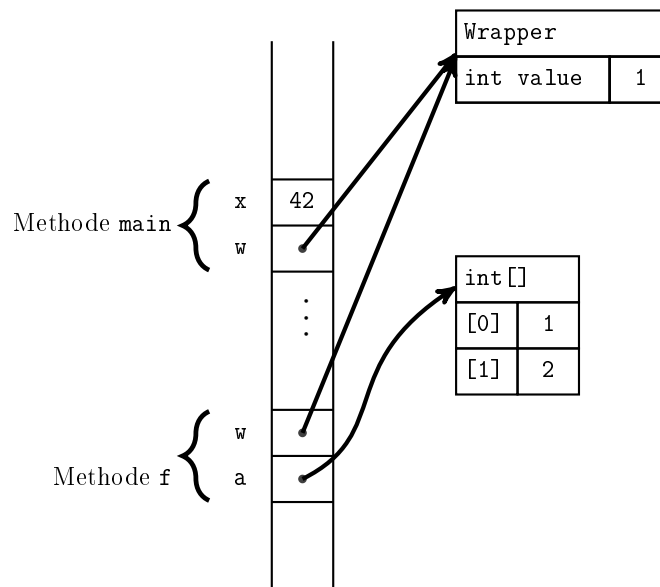 Wrapper
int value 1
x 42
Methode main
w
int[]
[0] 1
[1] 2
w
Methode f
a